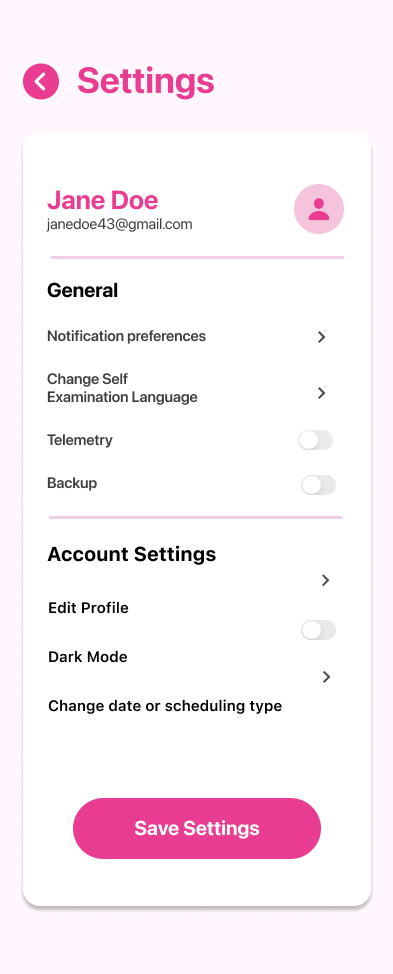 Settings
Jane Doe
janedoe43@gmail.com
General
Notification preferences
Change Self
Examination Language
Telemetry
Backup
Account Settings
Edit Profile
Dark Mode
Change date or scheduling type
Save Settings